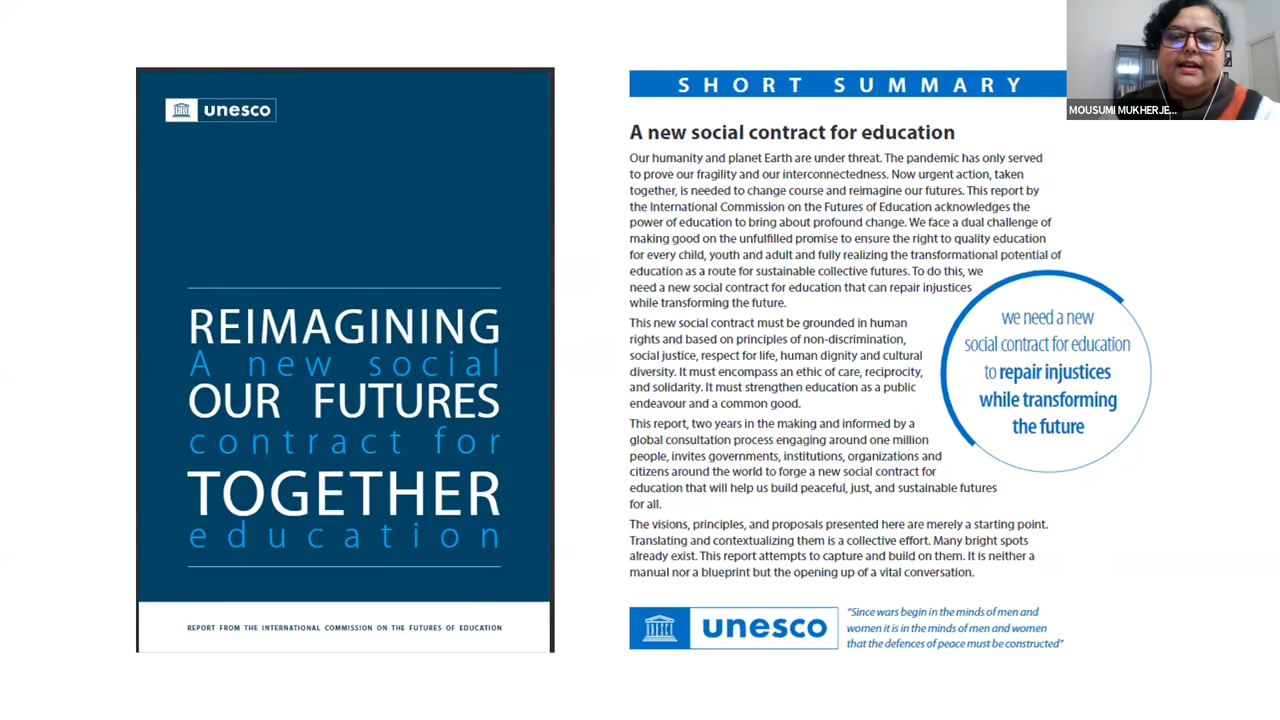 unesco
REIMAGINING
A new social
OUR FUTURES
contract for
TOGETHER
education
REPORT FROM THE INTERNATIONAL COMMISSION ON THE FUTURES OF EDUCATION
SHORT SUMMARY
A new social contract for education
Our humanity and planet Earth are under threat. The pandemic has only served
to prove our fragility and our interconnectedness. Now urgent action, taken
together, is needed to change course and reimagine our futures. This report by
the International Commission on the Futures of Education acknowledges the
power of education to bring about profound change. We face a dual challenge of
making good on the unfulfilled promise to ensure the right to quality education
for every child, youth and adult and fully realizing the transformational potential of
education as a route for sustainable collective futures. To do this, we
need a new social contract for education that can repair injustices
while transforming the future.
This new social contract must be grounded in human
rights and based on principles of non-discrimination,
social justice, respect for life, human dignity and cultural
diversity. It must encompass an ethic of care, reciprocity,
and solidarity. It must strengthen education as a public
endeavour and a common good.
This report, two years in the making and informed by a
global consultation process engaging around one million
people, invites governments, institutions, organizations and
citizens around the world to forge a new social contract for
education that will help us build peaceful, just, and sustainable futures
for all.
The visions, principles, and proposals presented here are merely a starting point.
Translating and contextualizing them is a collective effort. Many bright spots
already exist. This report attempts to capture and build on them. It is neither a
manual nor a blueprint but the opening up of a vital conversation.
we need a new
social contract for education
to repair injustices
while transforming
the future
unesco
"Since wars begin in the minds of men and
women it is in the minds of men and women
that the defences of peace must be constructed"
MOUSUMI MUKHERJE...